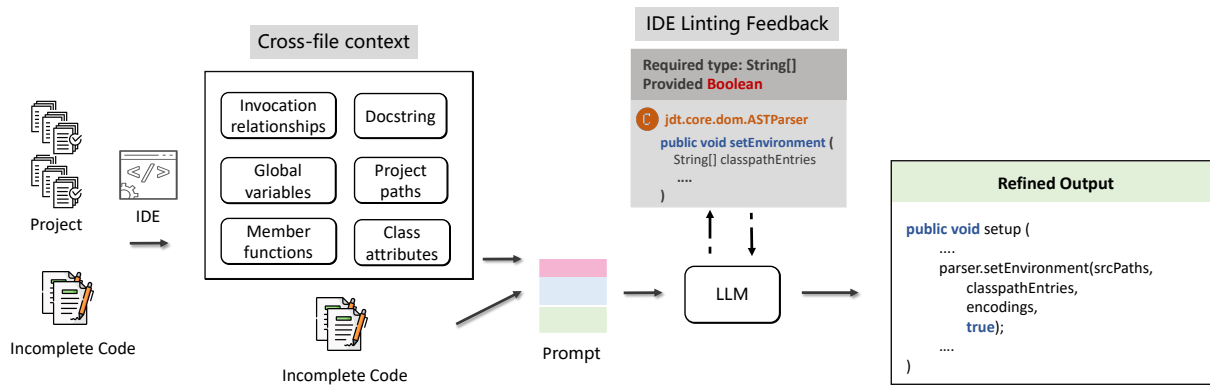 Project
</>
IDE
Incomplete Code
Cross-file context
Invocation
relationships
Docstring
Global
variables
Project
paths
Member
functions
Class
attributes
Incomplete Code
Prompt
IDE Linting Feedback
Required type: String[]
Provided Boolean
C jdt.core.dom.ASTParser
public void setEnvironment (
String[] classpathEntries
....
)
LLM
Refined Output
public void setup (
....
parser.setEnvironment(srcPaths,
classpathEntries,
encodings,
true);
....
)